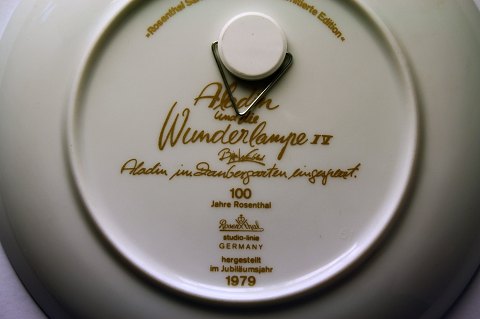 "Rosenthal
Edition"
Aladin
und die
Wunderlampe IV
Aladin im Zaubergarten eingesperrt.
100
Jahre Rosenthal
Rosenthal
studio-linie
GERMANY
hergestellt
im Jubiläumsjahr
1979